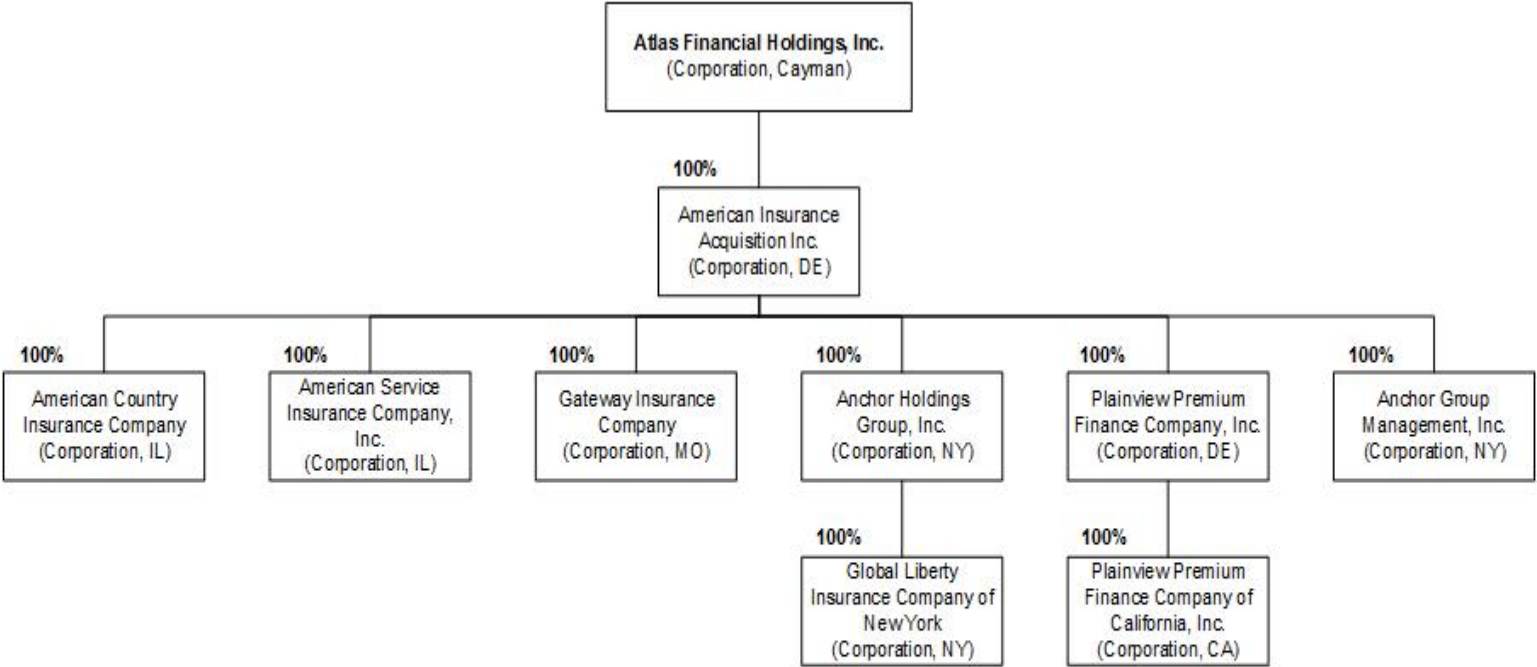 Atlas Financial Holdings, Inc.
(Corporation, Cayman)
100%
American Insurance
Acquisition Inc.
(Corporation, DE)
100%
American Country
Insurance Company
(Corporation, IL)
100%
American Service
Insurance Company,
Inc.
(Corporation, IL)
100%
Gateway Insurance
Company
(Corporation, MO)
100%
Anchor Holdings
Group, Inc.
(Corporation, NY)
100%
Plainview Premium
Finance Company, Inc.
(Corporation, DE)
100%
Anchor Group
Management, Inc.
(Corporation, NY)
100%
Global Liberty
Insurance Company of
New York
(Corporation, NY)
100%
Plainview Premium
Finance Company of
California, Inc.
(Corporation, CA)